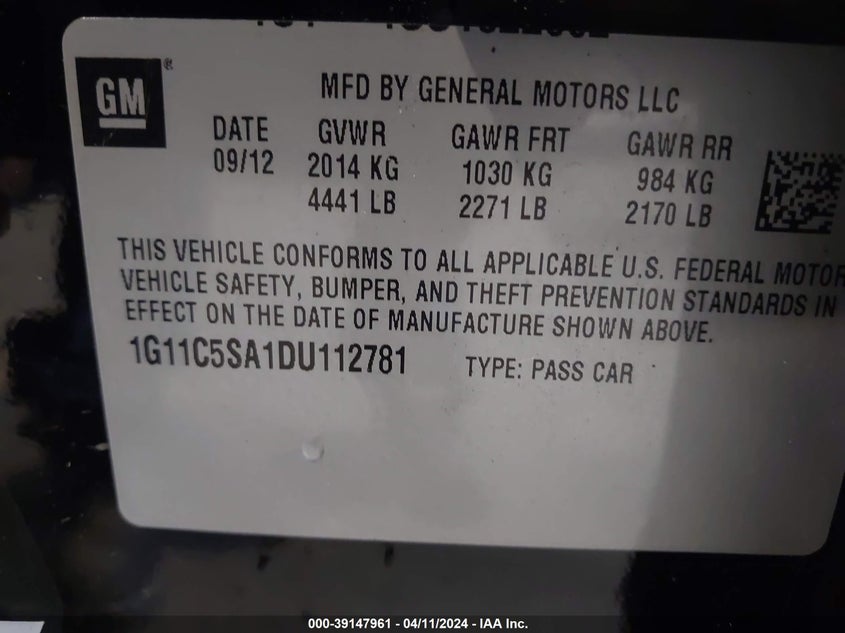 GM®
MFD BY GENERAL MOTORS LLC
DATE GVWR GAWR FRT GAWR RR
09/12 2014 KG 1030 KG 984 KG
4441 LB 2271 LB 2170 LB
THIS VEHICLE CONFORMS TO ALL APPLICABLE U.S. FEDERAL MOTOR
VEHICLE SAFETY, BUMPER, AND THEFT PREVENTION STANDARDS IN
EFFECT ON THE DATE OF MANUFACTURE SHOWN ABOVE.
1G11C5SA1DU112781 TYPE: PASS CAR
000-39147961 - 04/11/2024 - IAA Inc.